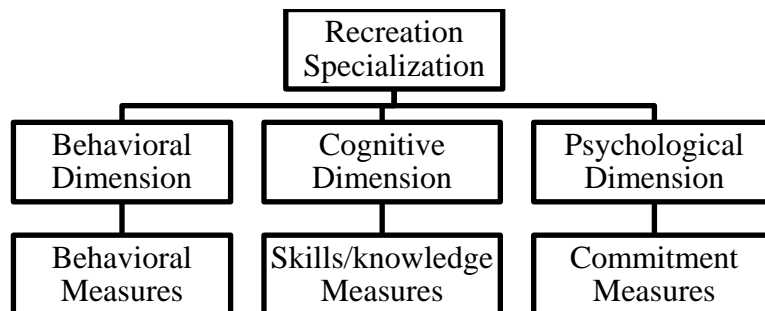 Recreation
Specialization
Behavioral
Dimension
Cognitive
Dimension
Psychological
Dimension
Behavioral
Measures
Skills/knowledge
Measures
Commitment
Measures